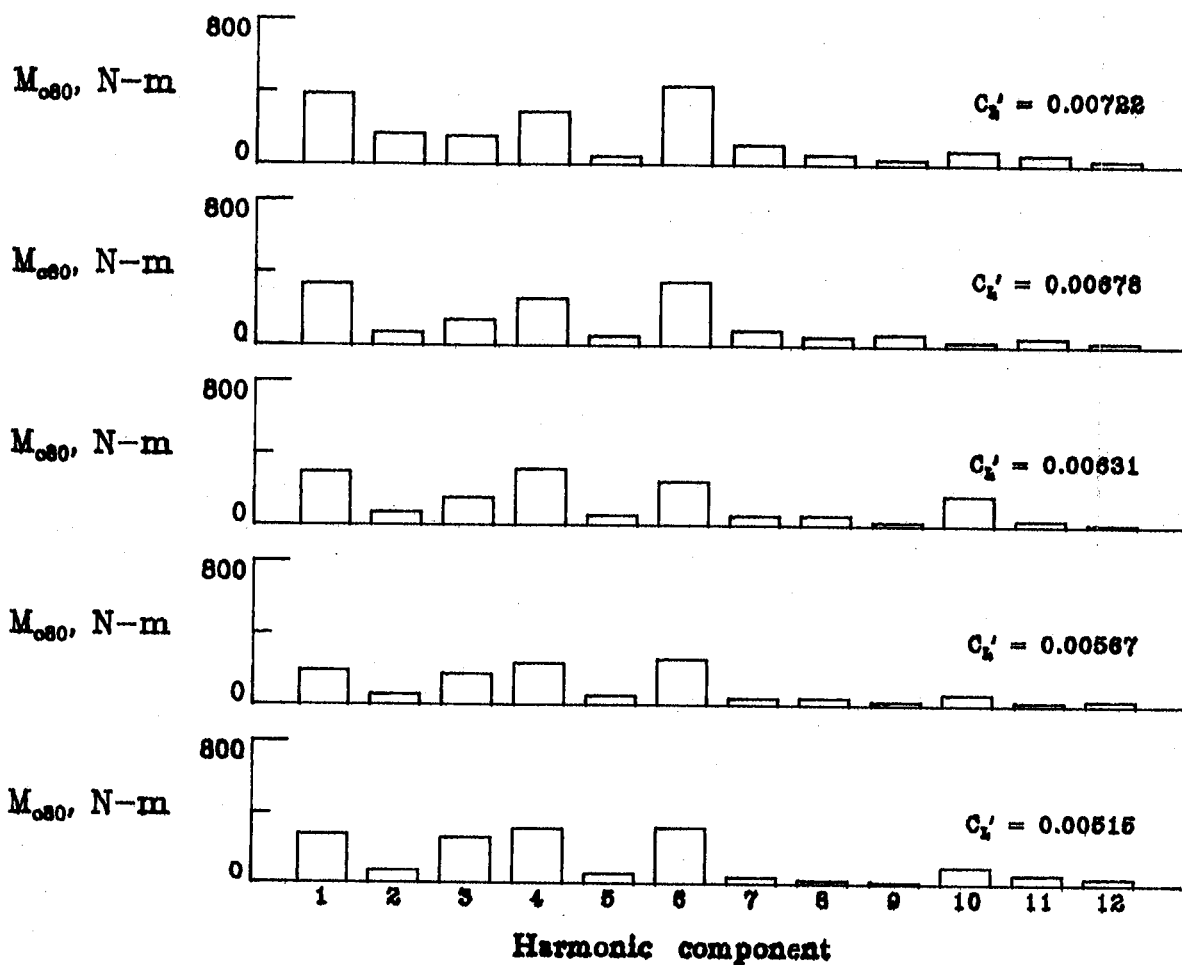 800
M_o80, N-m
C_L' = 0.00722
0
800
M_o80, N-m
C_L' = 0.00678
0
800
M_o80, N-m
C_L' = 0.00631
0
800
M_o80, N-m
C_L' = 0.00567
0
800
M_o80, N-m
C_L' = 0.00515
0
1 2 3 4 5 6 7 8 9 10 11 12
Harmonic component